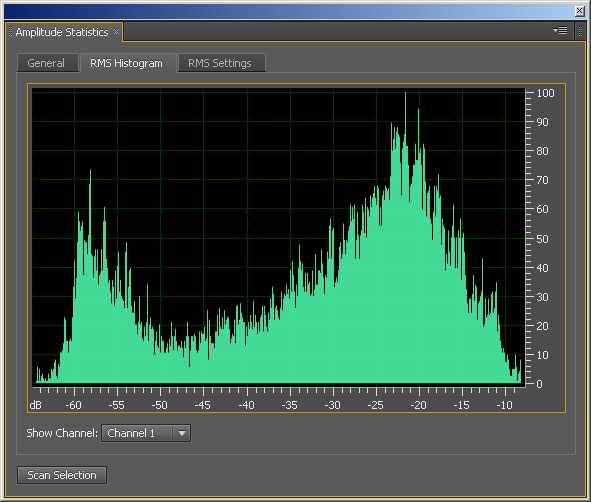 Amplitude Statistics
General RMS Histogram RMS Settings
100
90
80
70
60
50
40
30
20
10
0
dB -60 -55 -50 -45 -40 -35 -30 -25 -20 -15 -10
Show Channel: Channel 1
Scan Selection